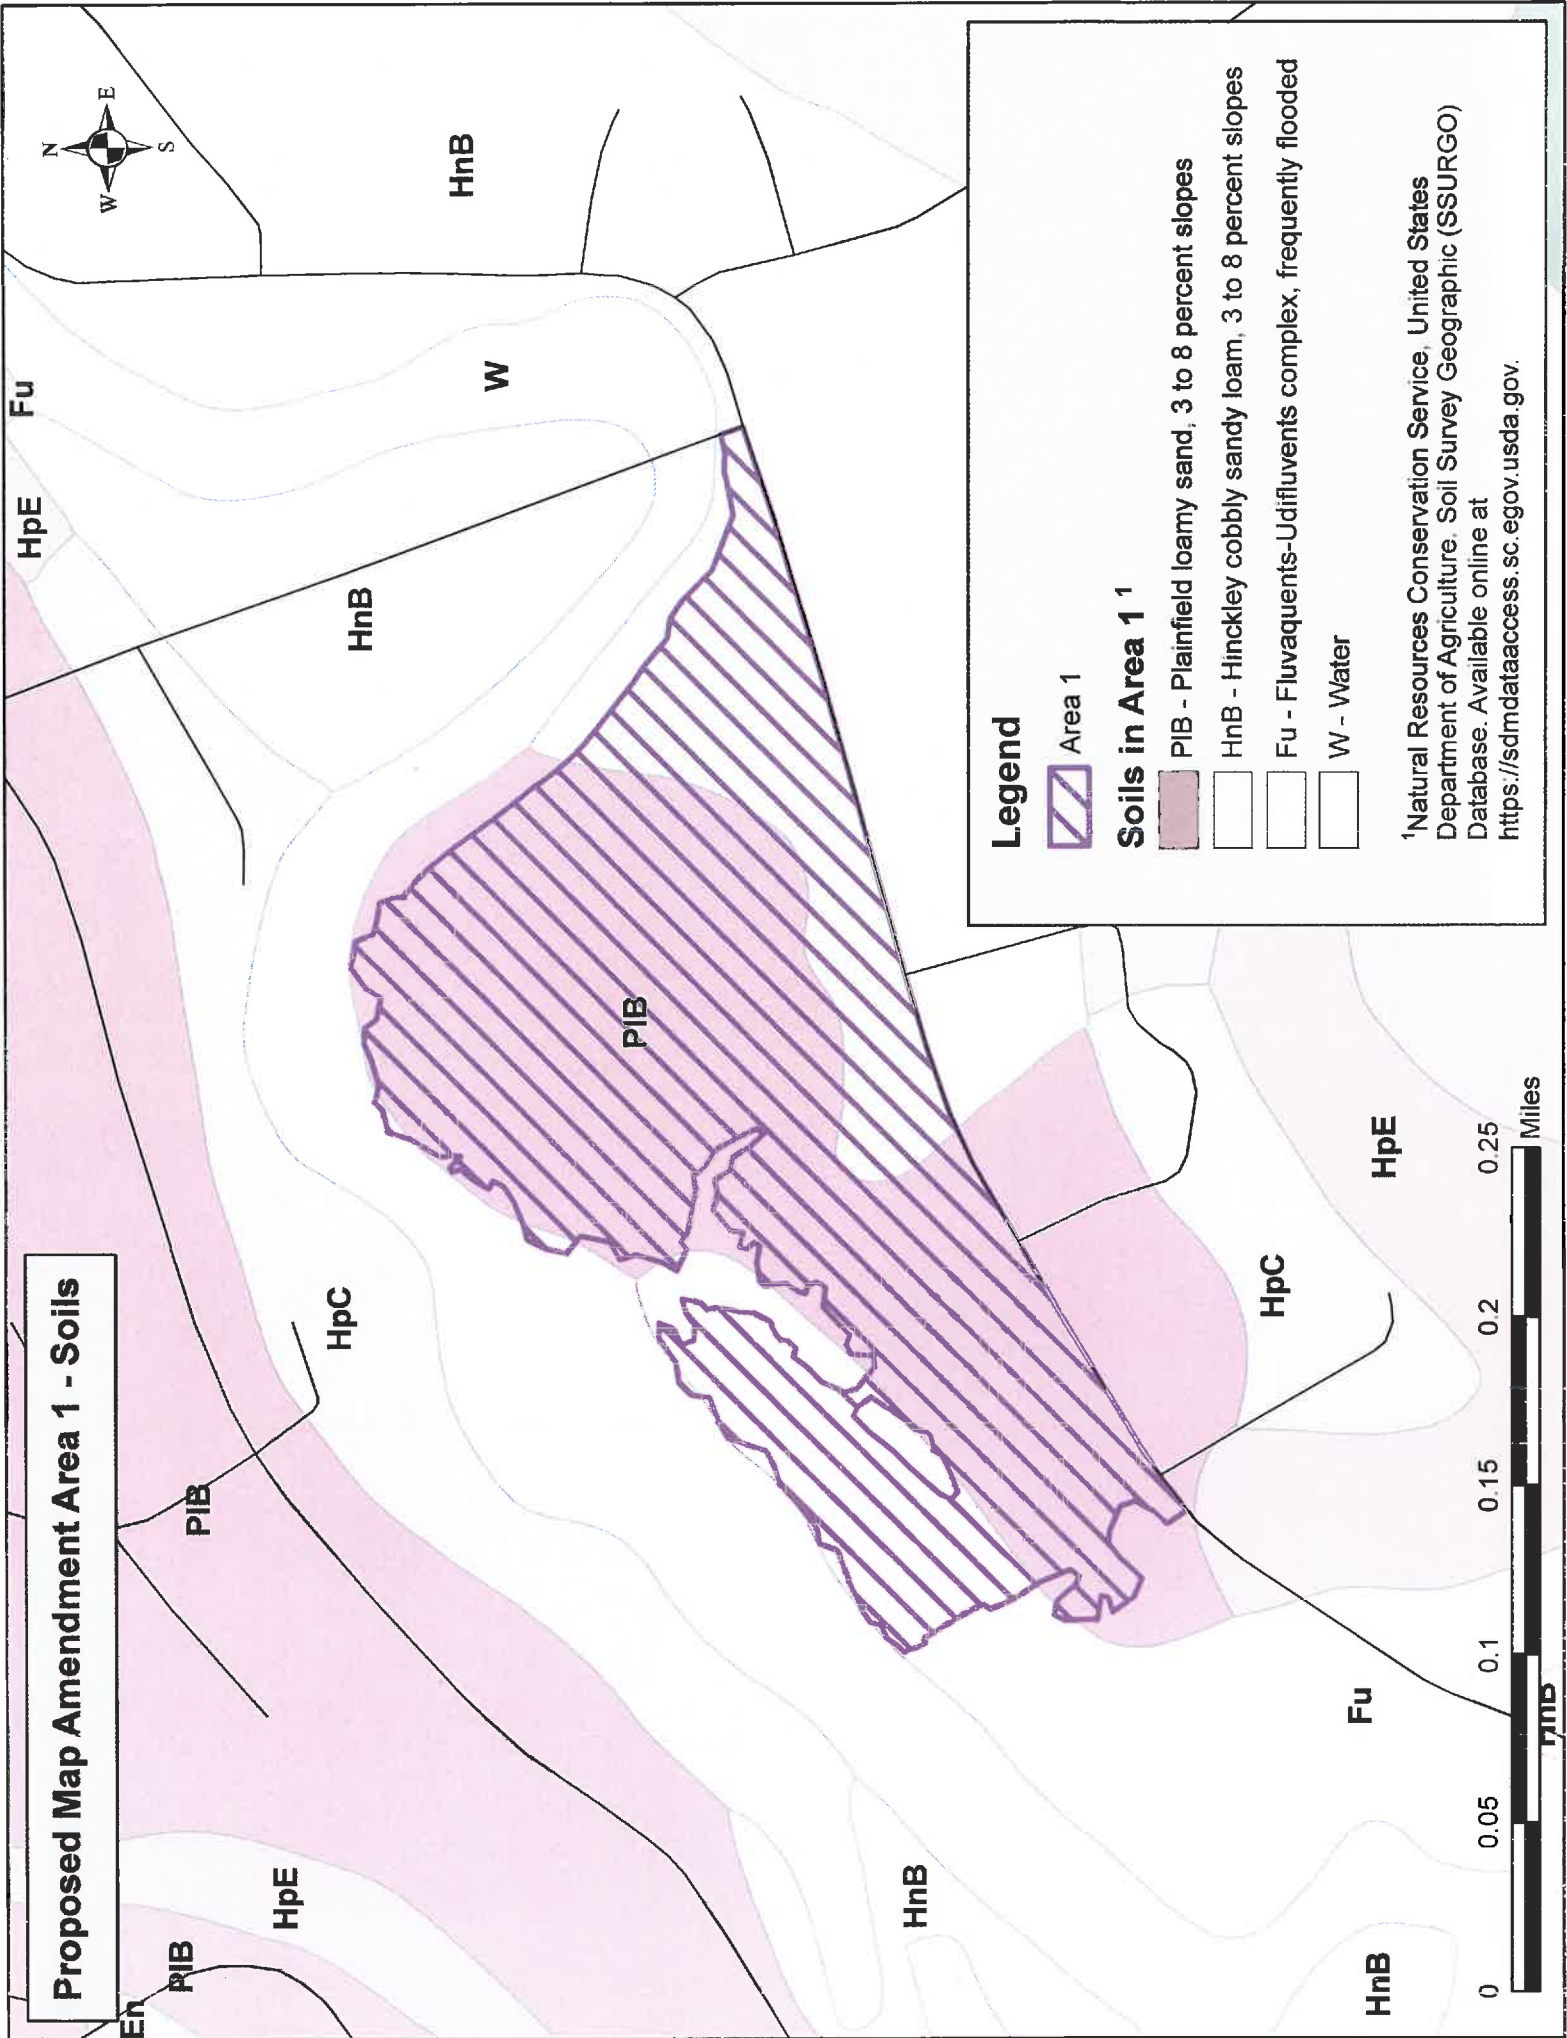 Proposed Map Amendment Area 1 - Soils
N
W E
S
En
PlB
HpE
PlB
HpC
HnB
HpE
Fu
W
HnB
PlB
HnB
HnB
Fu
HpC
HpE
HnB
Legend
Area 1
Soils in Area 1 1
PlB - Plainfield loamy sand, 3 to 8 percent slopes
HnB - Hinckley cobbly sandy loam, 3 to 8 percent slopes
Fu - Fluvaquents-Udifluvents complex, frequently flooded
W - Water
1Natural Resources Conservation Service, United States
Department of Agriculture. Soil Survey Geographic (SSURGO)
Database. Available online at
https://sdmdataaccess.sc.egov.usda.gov.
0 0.05 0.1 0.15 0.2 0.25
Miles